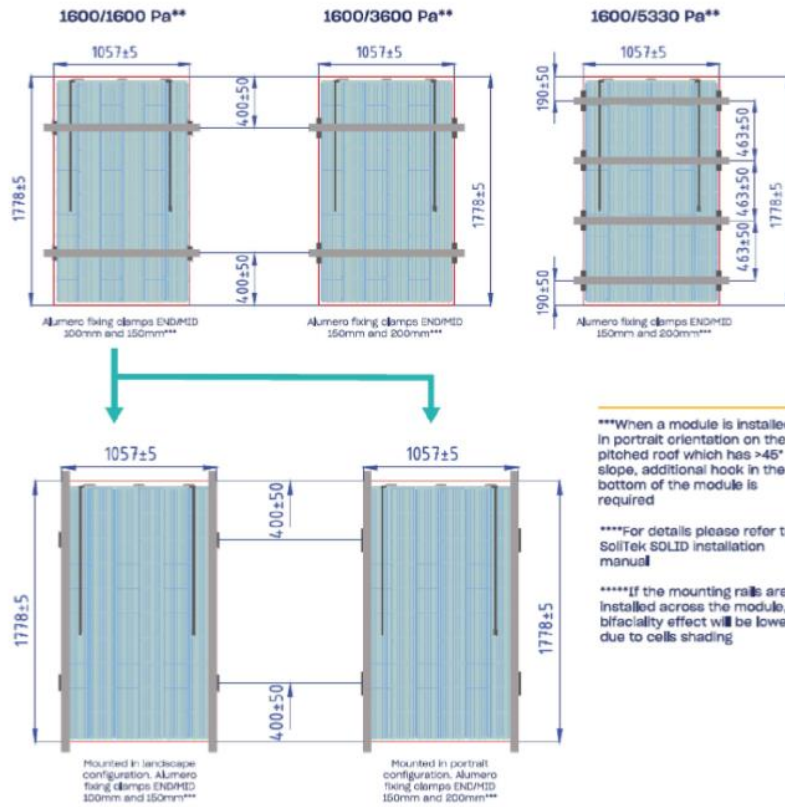 1600/1600 Pa**
1600/3600 Pa**
1600/5330 Pa**
1057±5
1057±5
1057±5
1778±5
400±50
400±50
1778±5
190±50
190±50
463±50
463±50
463±50
1778±5
Alumero fixing clamps END/MID
100mm and 150mm***
Alumero fixing clamps END/MID
150mm and 200mm***
Alumero fixing clamps END/MID
150mm and 200mm***
1057±5
1057±5
1778±5
400±50
400±50
1778±5
Mounted in landscape
configuration. Alumero
fixing clamps END/MID
100mm and 150mm***
Mounted in portrait
configuration. Alumero
fixing clamps END/MID
150mm and 200mm***
***When a module is installe
in portrait orientation on the
pitched roof which has >45°
slope, additional hook in the
bottom of the module is
required
****For details please refer t
SoliTek SOLID installation
manual
*****If the mounting rails are
installed across the module,
bifaciality effect will be lowe
due to cells shading